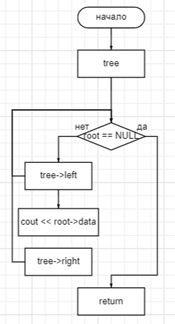 начало
tree
нет
да
root == NULL
tree->left
cout << root->data
tree->right
return